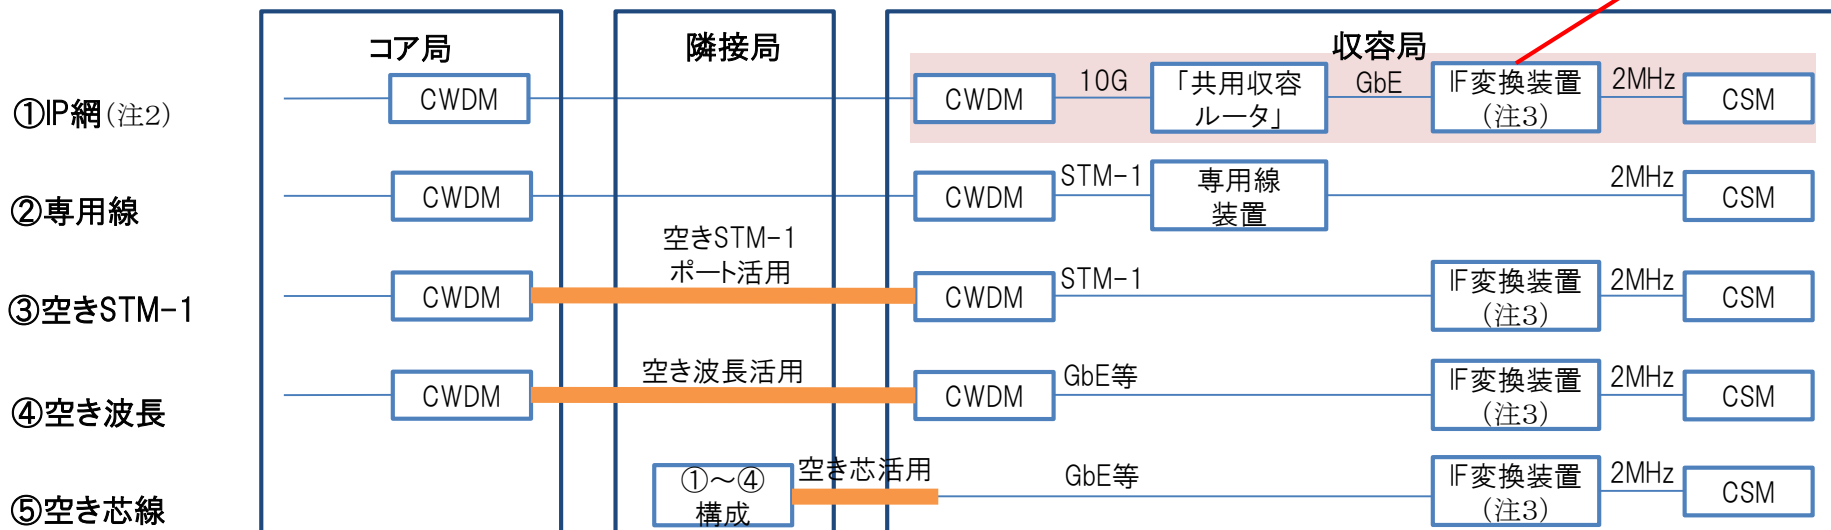 コア局
隣接局
収容局
①IP網(注2)
CWDM
CWDM
10G
「共用収容
ルータ」
GbE
IF変換装置
(注3)
2MHz
CSM
②専用線
CWDM
CWDM
STM-1
専用線
装置
2MHz
CSM
③空きSTM-1
CWDM
空きSTM-1
ポート活用
CWDM
STM-1
IF変換装置
(注3)
2MHz
CSM
④空き波長
CWDM
空き波長活用
CWDM
GbE等
IF変換装置
(注3)
2MHz
CSM
⑤空き芯線
①～④
構成
空き芯活用
GbE等
IF変換装置
(注3)
2MHz
CSM